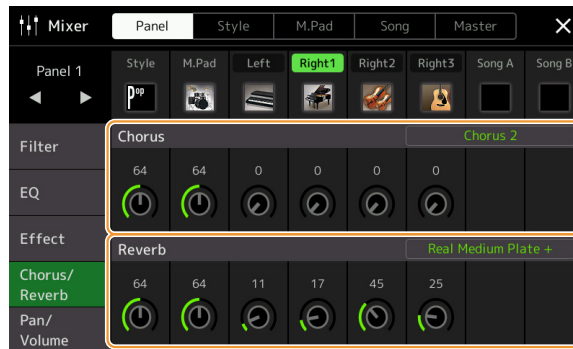 Mixer
Panel Style M.Pad Song Master
Panel 1
Style M.Pad Left Right1 Right2 Right3 Song A Song B
Pop
Filter
EQ
Effect
Chorus/
Reverb
Pan/
Volume
Chorus Chorus 2
64 64 0 0 0 0
Reverb Real Medium Plate +
64 64 11 17 45 25